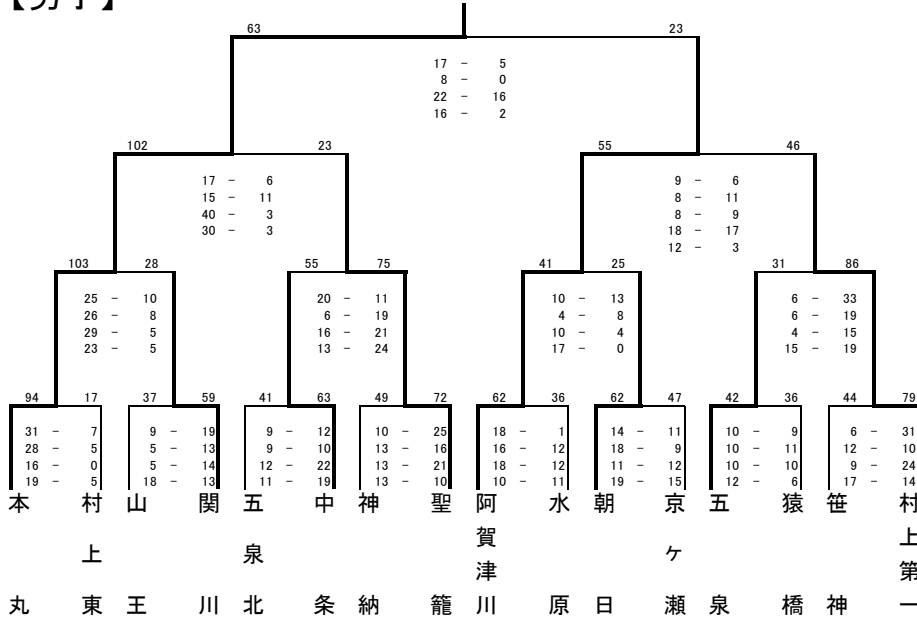 【男子】
63 23
17 - 5
8 - 0
22 - 16
16 - 2
102 23 55 46
17 - 6 9 - 6
15 - 11 8 - 11
40 - 3 8 - 9
30 - 3 18 - 17
12 - 3
103 28 55 75 41 25 31 86
25 - 10 20 - 11 10 - 13 6 - 33
26 - 8 6 - 19 4 - 8 6 - 19
29 - 5 16 - 21 10 - 4 4 - 15
23 - 5 13 - 24 17 - 0 15 - 19
94 17 37 59 41 63 49 72 62 36 62 47 42 36 44 79
31 - 7 9 - 19 9 - 12 10 - 25 18 - 1 14 - 11 10 - 9 6 - 31
28 - 5 5 - 13 9 - 10 13 - 16 16 - 12 18 - 9 10 - 11 12 - 10
16 - 0 5 - 14 12 - 22 13 - 21 18 - 12 11 - 12 10 - 10 9 - 24
19 - 5 18 - 13 11 - 19 13 - 10 10 - 11 19 - 15 12 - 6 17 - 14
本丸
村上東
山王
関川
五泉北
中条
神納
聖籠
阿賀津川
水原
朝日
京ヶ瀬
五泉
猿橋
笹神
村上第一